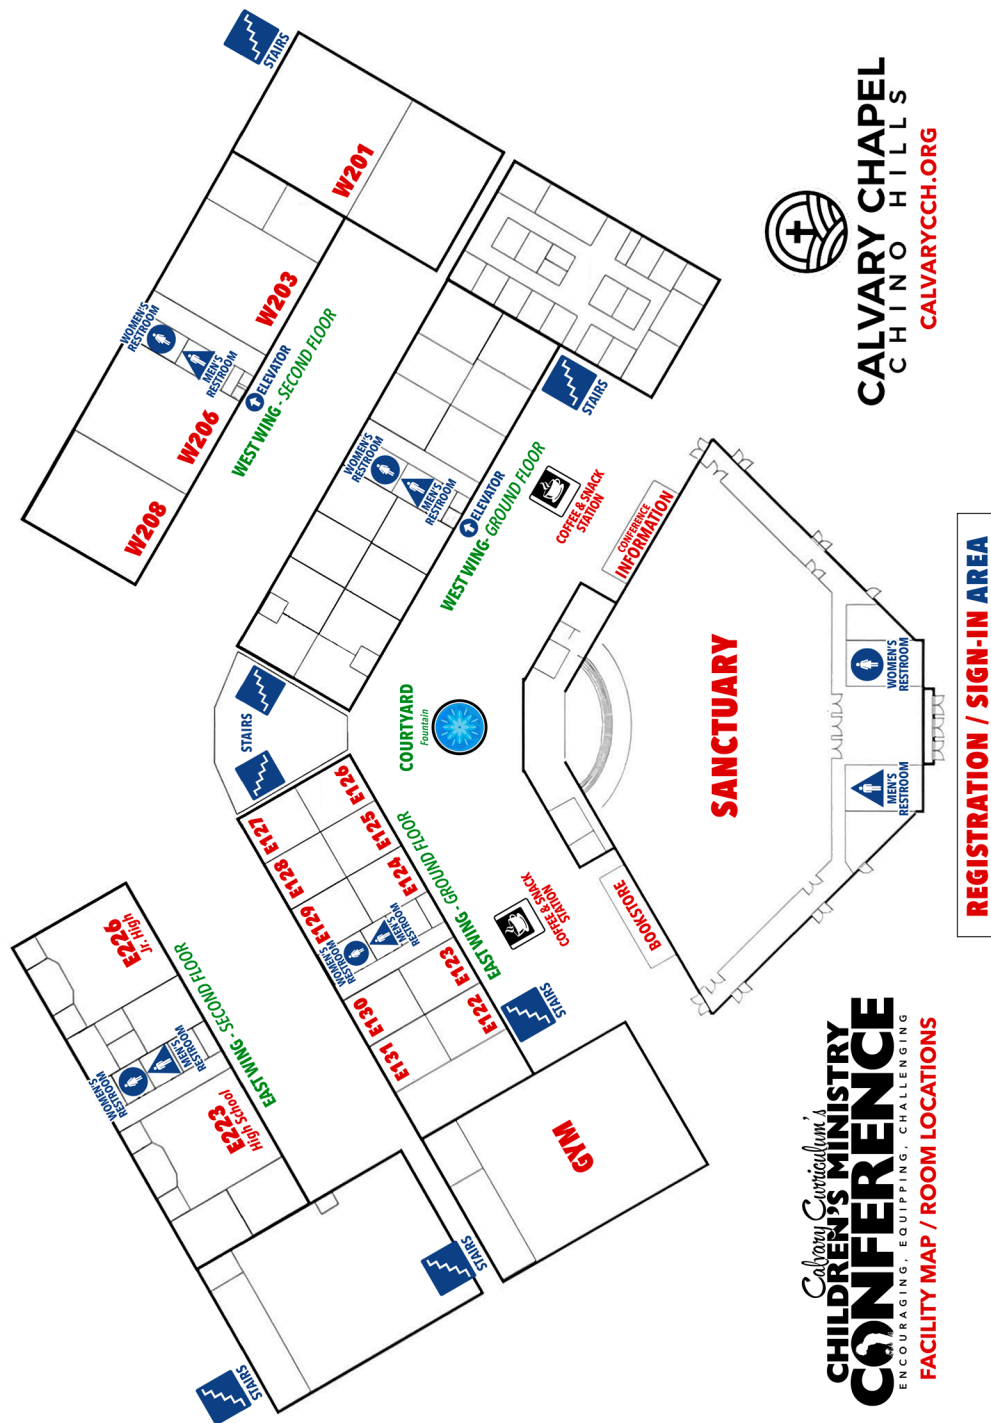 Calvary Curriculum's
CHILDREN'S MINISTRY
CONFERENCE
ENCOURAGING, EQUIPPING, CHALLENGING
FACILITY MAP / ROOM LOCATIONS
CALVARY CHAPEL
CHINO HILLS
CALVARYCCH.ORG
STAIRS
STAIRS
E226
Jr. High
E223
High School
WOMEN'S
RESTROOM
MEN'S
RESTROOM
EAST WING - SECOND FLOOR
STAIRS
E127
E128
E129
E130
E131
E126
E125
E124
E123
E122
WOMEN'S
RESTROOM
MEN'S
RESTROOM
EAST WING - GROUND FLOOR
STAIRS
GYM
COFFEE & SNACK
STATION
STAIRS
COURTYARD
Fountain
W208
W206
W203
W201
WOMEN'S
RESTROOM
MEN'S
RESTROOM
ELEVATOR
WEST WING - SECOND FLOOR
STAIRS
WOMEN'S
RESTROOM
MEN'S
RESTROOM
ELEVATOR
WEST WING- GROUND FLOOR
COFFEE & SNACK
STATION
BOOKSTORE
CONFERENCE
INFORMATION
SANCTUARY
MEN'S
RESTROOM
WOMEN'S
RESTROOM
REGISTRATION / SIGN-IN AREA